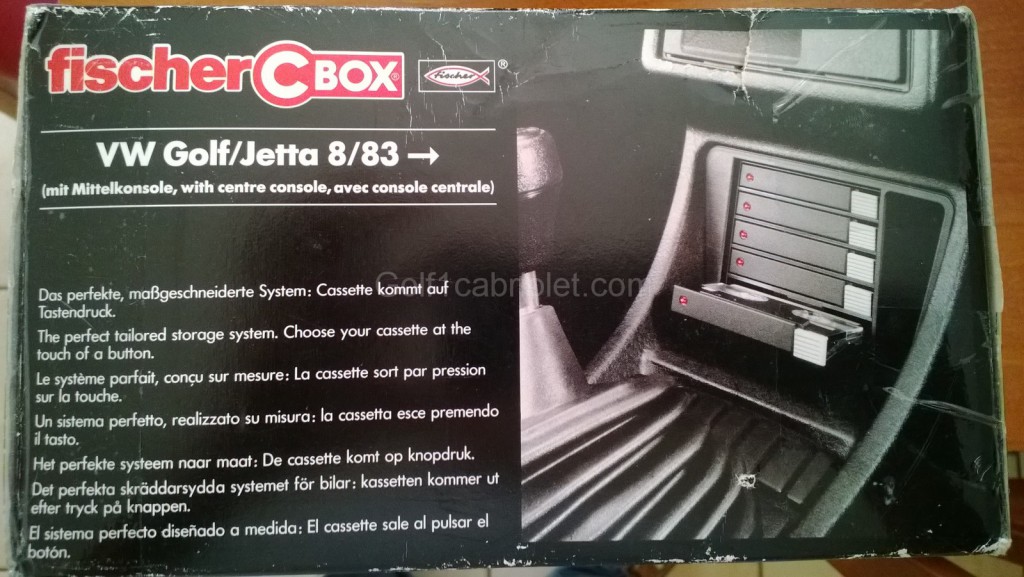 fischer C BOX®
fischer ®
VW Golf/Jetta 8/83 →
(mit Mittelkonsole, with centre console, avec console centrale)
Golf1cabriolet.com
Das perfekte, maßgeschneiderte System: Cassette kommt auf
Tastendruck.
The perfect tailored storage system. Choose your cassette at the
touch of a button.
Le système parfait, conçu sur mesure: La cassette sort par pression
sur la touche.
Un sistema perfetto, realizzato su misura: la cassetta esce premendo
il tasto.
Het perfekte systeem naar maat: De cassette komt op knopdruk.
Det perfekta skräddarsydda systemet för bilar: kassetten kommer ut
efter tryck på knappen.
El sistema perfecto diseñado a medida: El cassette sale al pulsar el
botón.